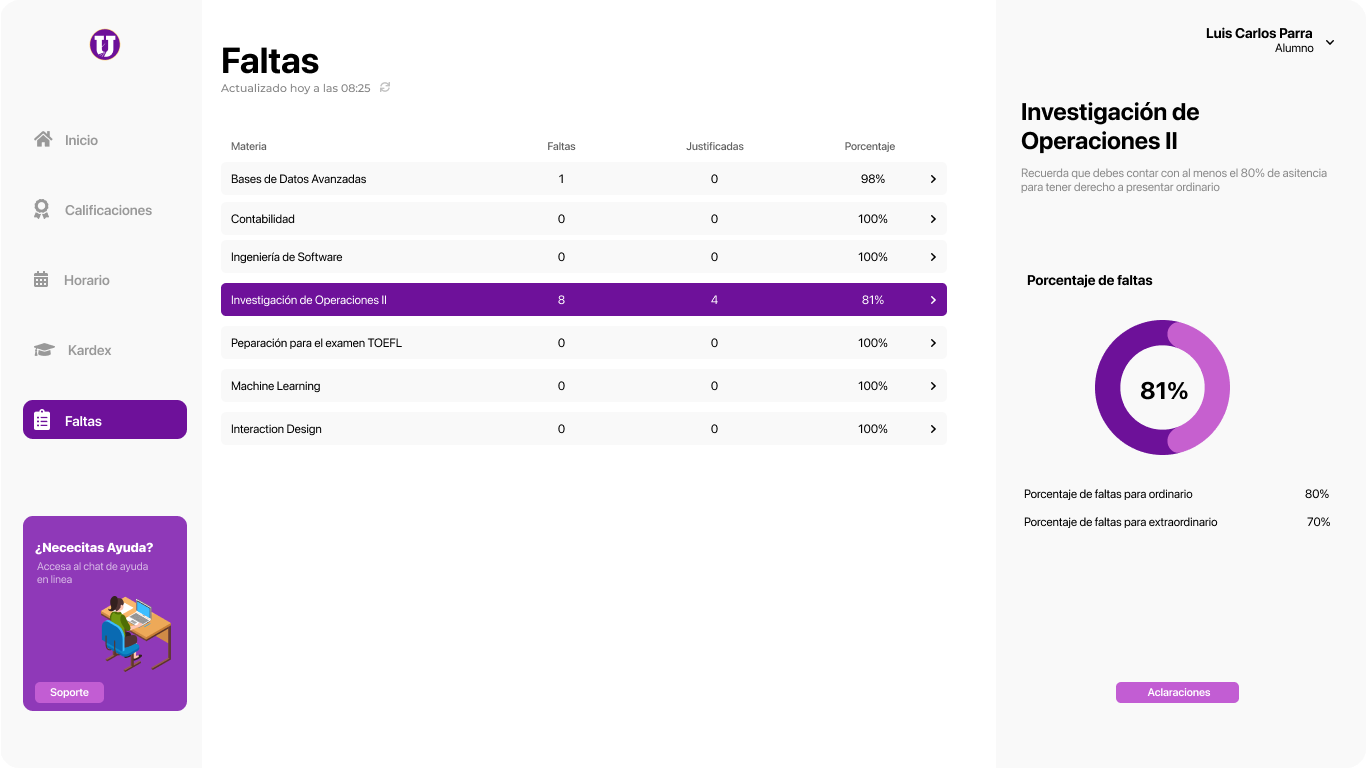 Inicio
Calificaciones
Horario
Kardex
Faltas
¿Nececitas Ayuda?
Accesa al chat de ayuda
en linea
Soporte
Faltas
Actualizado hoy a las 08:25
Materia Faltas Justificadas Porcentaje
Bases de Datos Avanzadas 1 0 98%
Contabilidad 0 0 100%
Ingeniería de Software 0 0 100%
Investigación de Operaciones II 8 4 81%
Peparación para el examen TOEFL 0 0 100%
Machine Learning 0 0 100%
Interaction Design 0 0 100%
Luis Carlos Parra
Alumno
Investigación de
Operaciones II
Recuerda que debes contar con al menos el 80% de asitencia
para tener derecho a presentar ordinario
Porcentaje de faltas
81%
Porcentaje de faltas para ordinario 80%
Porcentaje de faltas para extraordinario 70%
Aclaraciones